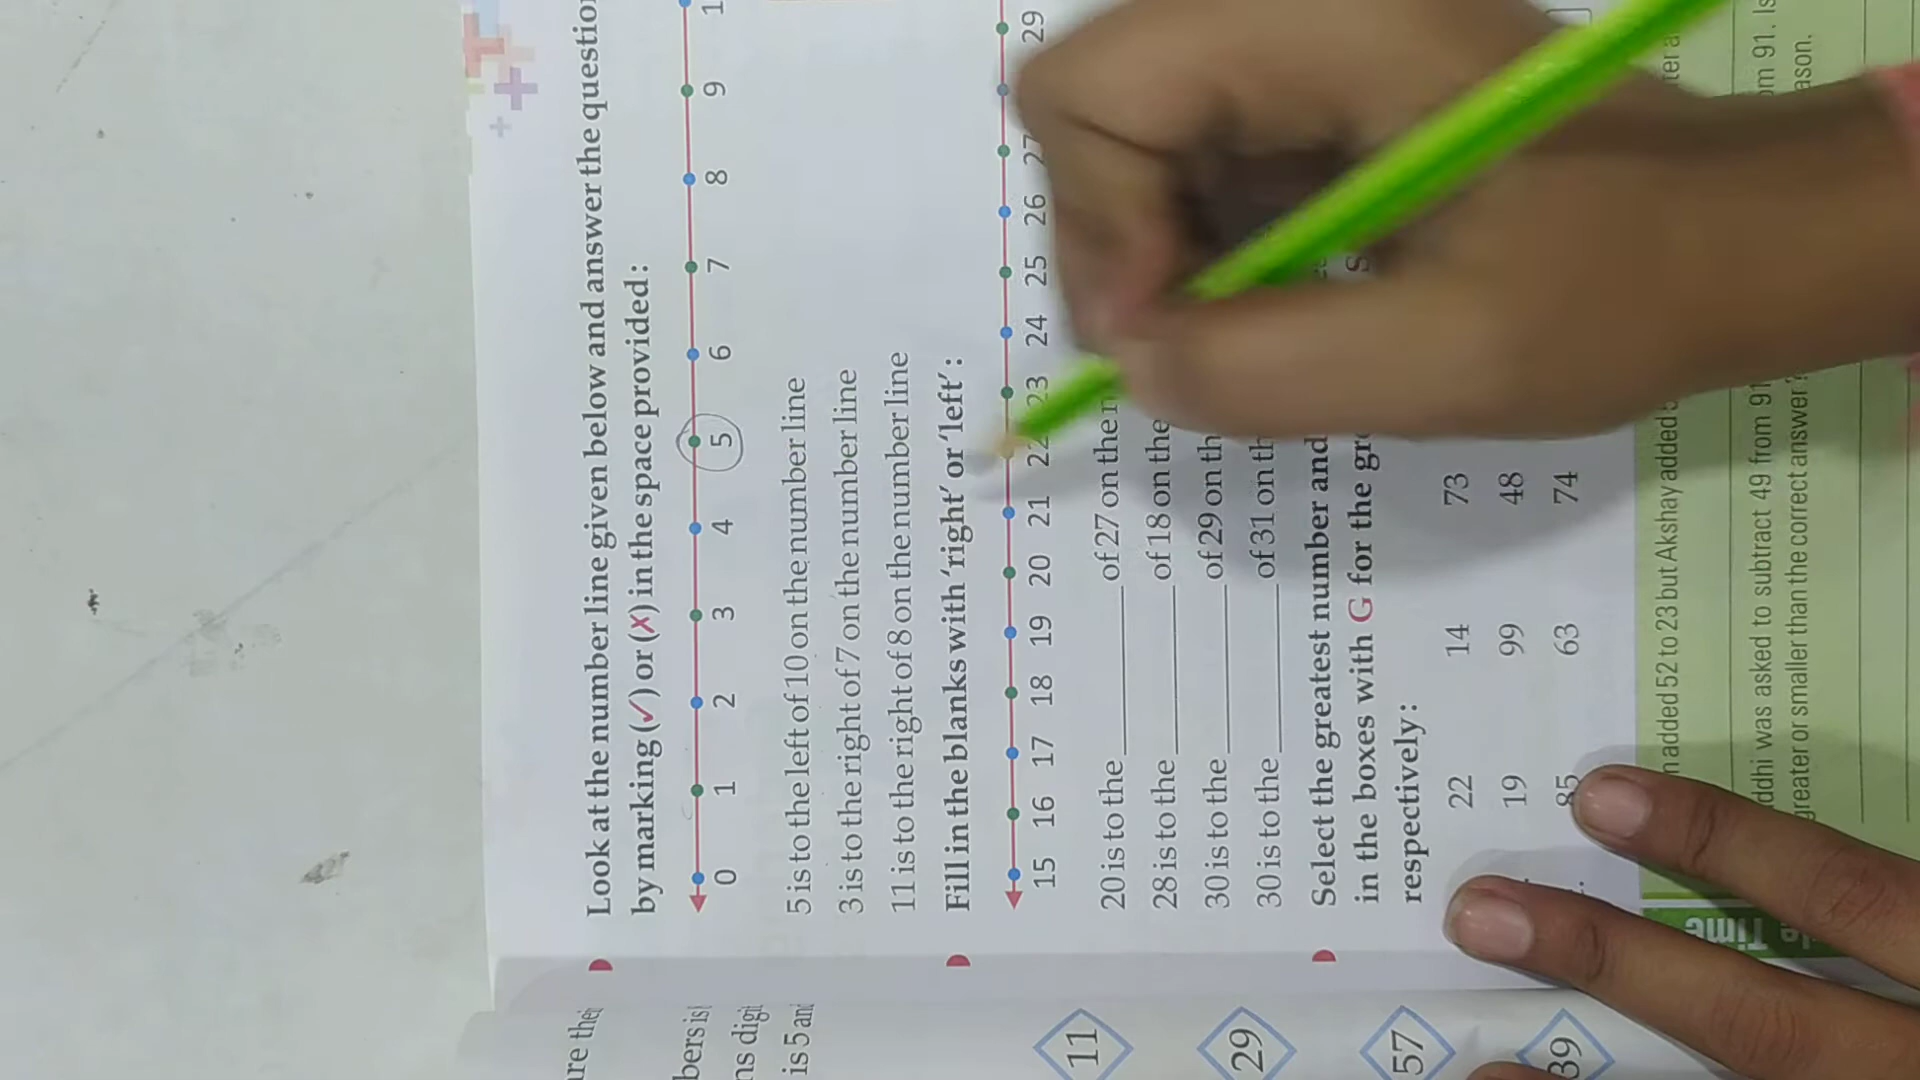 Look at the number line given below and answer the
by marking (✓) or (✗) in the space provided:
0 1 2 3 4 5 6 7 8 9
5 is to the left of 10 on the number line
3 is to the right of 7 on the number line
11 is to the right of 8 on the number line
Fill in the blanks with 'right' or 'left':
15 16 17 18 19 20 21 22 23 24 25 26 27 29
20 is to the ________ of 27 on the
28 is to the ________ of 18 on the
30 is to the ________ of 29 on
30 is to the ________ of 31 on
Select the greatest number and
in the boxes with G for the
respectively:
22 14 73
19 99 48
85 63 74
added 52 to 23 but Akshay added
was asked to subtract 49 from 91 from 91. Is
greater or smaller than the correct answer?
Time
bers is
is 5
11
29
57
39